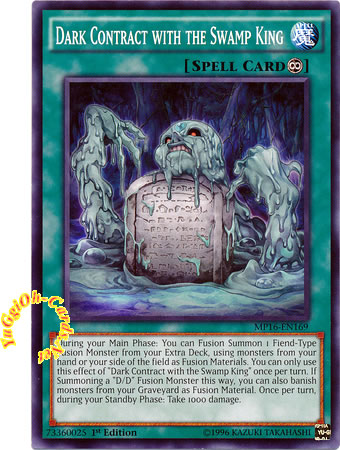 DARK CONTRACT WITH THE SWAMP KING
[SPELL CARD]
MP16-EN169
Yu-Gi-Oh-Card
During your Main Phase: You can Fusion Summon 1 Fiend-Type
Fusion Monster from your Extra Deck, using monsters from your
hand or your side of the field as Fusion Materials. You can only use
this effect of "Dark Contract with the Swamp King" once per turn. If
Summoning a "D/D" Fusion Monster this way, you can also banish
monsters from your Graveyard as Fusion Material. Once per turn,
during your Standby Phase: Take 1000 damage.
73360025 1st Edition ©1996 KAZUKI TAKAHASHI